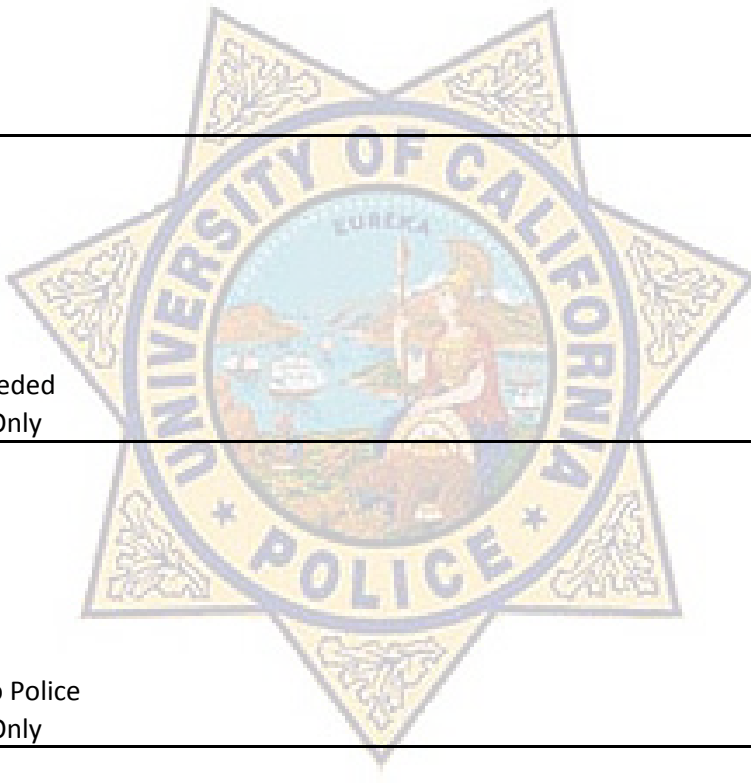 UNIVERSITY OF CALIFORNIA
EUREKA
eded
Only
POLICE
o Police
Only